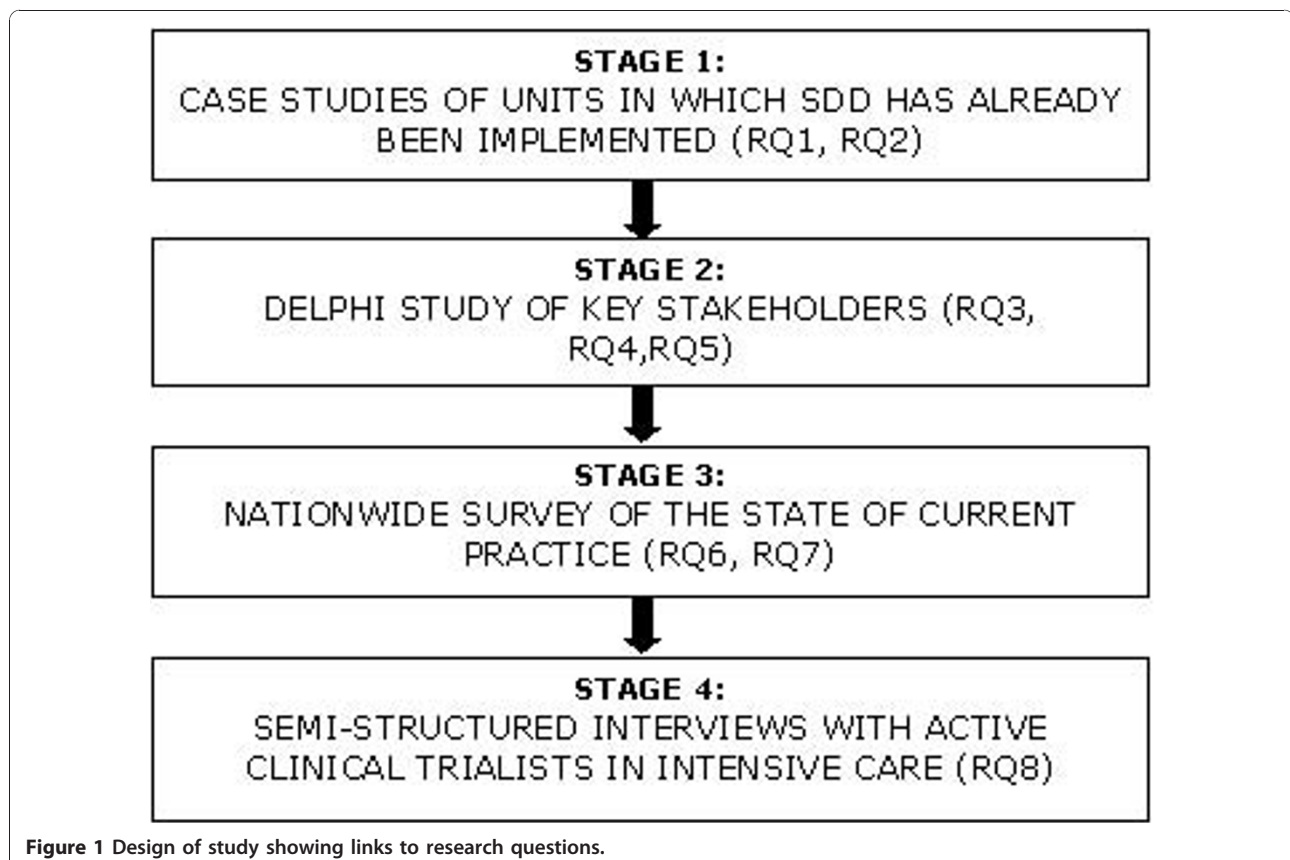 STAGE 1:
CASE STUDIES OF UNITS IN WHICH SDD HAS ALREADY
BEEN IMPLEMENTED (RQ1, RQ2)
STAGE 2:
DELPHI STUDY OF KEY STAKEHOLDERS (RQ3,
RQ4,RQ5)
STAGE 3:
NATIONWIDE SURVEY OF THE STATE OF CURRENT
PRACTICE (RQ6, RQ7)
STAGE 4:
SEMI-STRUCTURED INTERVIEWS WITH ACTIVE
CLINICAL TRIALISTS IN INTENSIVE CARE (RQ8)
Figure 1 Design of study showing links to research questions.